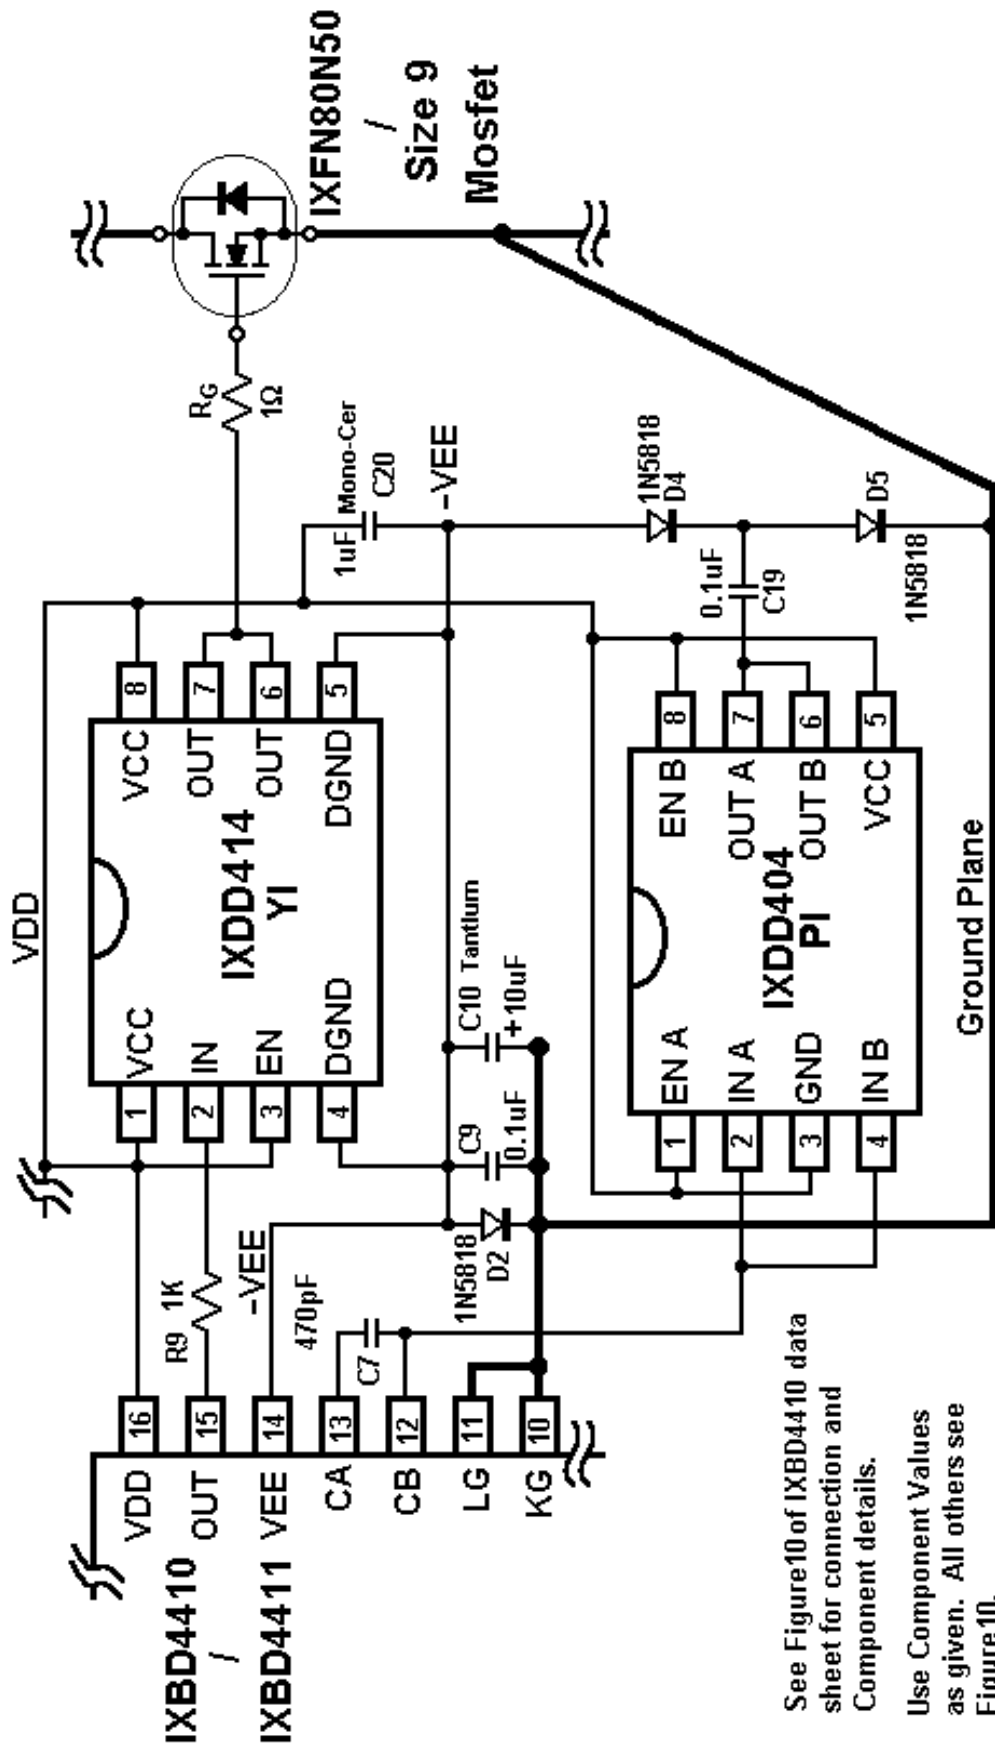 VDD
IXBD4410
/
IXBD4411
VDD
OUT
VEE
CA
CB
LG
KG
16
15
14
13
12
11
10
R9 1K
-VEE
470pF
C7
1N5818
D2
C9
0.1uF
C10 Tantlum
+10uF
1
2
3
4
VCC
IN
EN
DGND
IXDD414
YI
VCC
OUT
OUT
DGND
8
7
6
5
RG
1Ω
1uF Mono-Cer
C20
-VEE
IXFN80N50
/
Size 9
Mosfet
1N5818
D4
0.1uF
C19
D5
1N5818
1
2
3
4
EN A
IN A
GND
IN B
IXDD404
PI
EN B
OUT A
OUT B
VCC
8
7
6
5
Ground Plane
See Figure10 of IXBD4410 data
sheet for connection and
Component details.
Use Component Values
as given. All others see
Figure10.